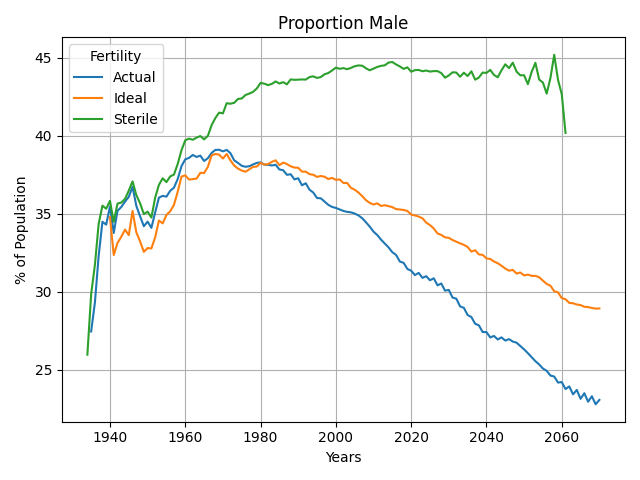 Proportion Male
Fertility
Actual
Ideal
Sterile
% of Population
45
40
35
30
25
1940 1960 1980 2000 2020 2040 2060
Years